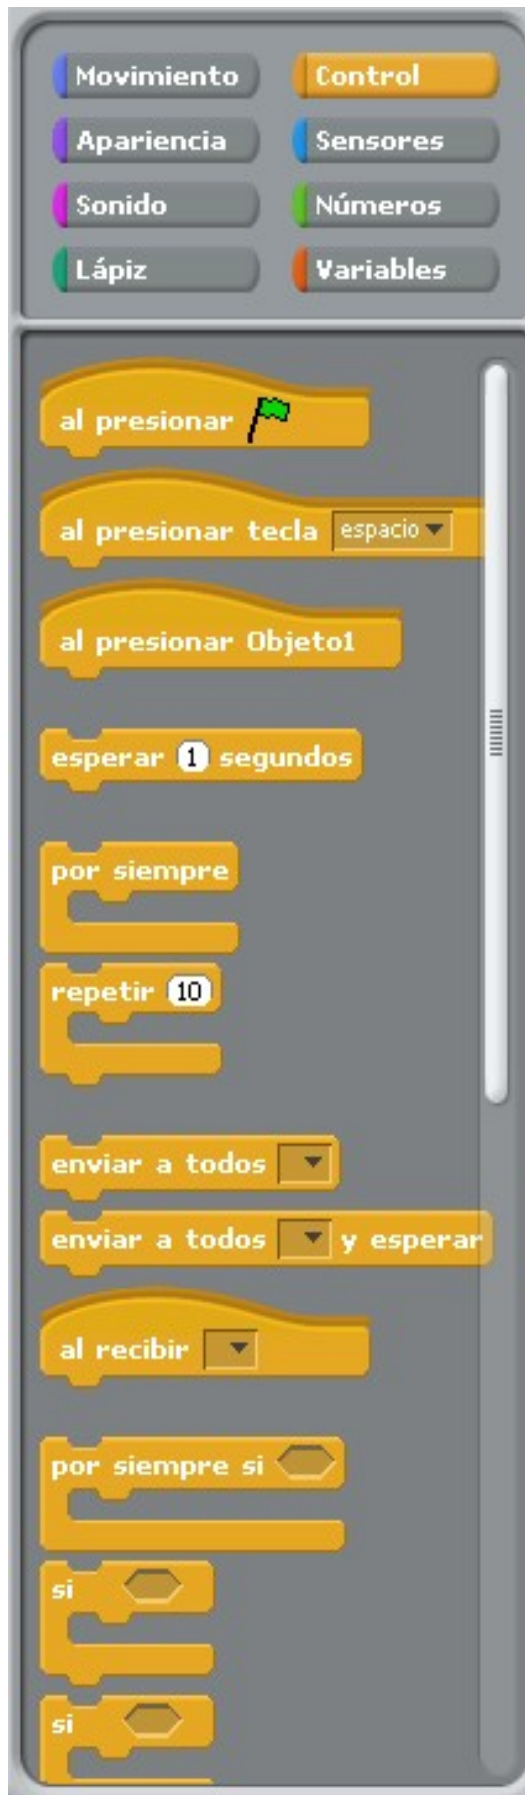 Movimiento
Control
Apariencia
Sensores
Sonido
Números
Lápiz
Variables
al presionar
al presionar tecla espacio
al presionar Objeto1
esperar 1 segundos
por siempre
repetir 10
enviar a todos
enviar a todos y esperar
al recibir
por siempre si
si
si